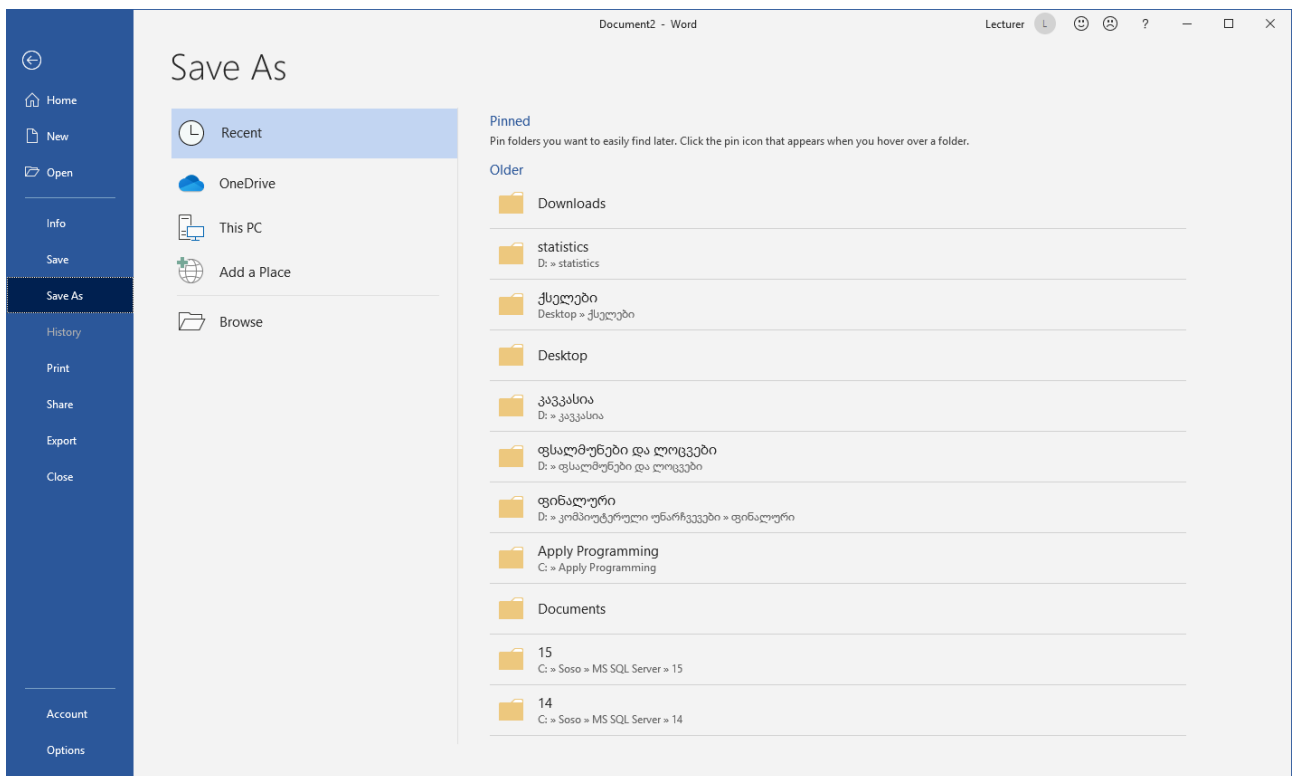 Document2 - Word
Lecturer L ?
Save As
Home
New
Open
Info
Save
Save As
History
Print
Share
Export
Close
Account
Options
Recent
OneDrive
This PC
Add a Place
Browse
Pinned
Pin folders you want to easily find later. Click the pin icon that appears when you hover over a folder.
Older
Downloads
statistics
D: » statistics
ქსელები
Desktop » ქსელები
Desktop
კავკასია
D: » კავკასია
ფსალმუნები და ლოცვები
D: » ფსალმუნები და ლოცვები
ფინალური
D: » კომპიუტერული უნარჩვევები » ფინალური
Apply Programming
C: » Apply Programming
Documents
15
C: » Soso » MS SQL Server » 15
14
C: » Soso » MS SQL Server » 14